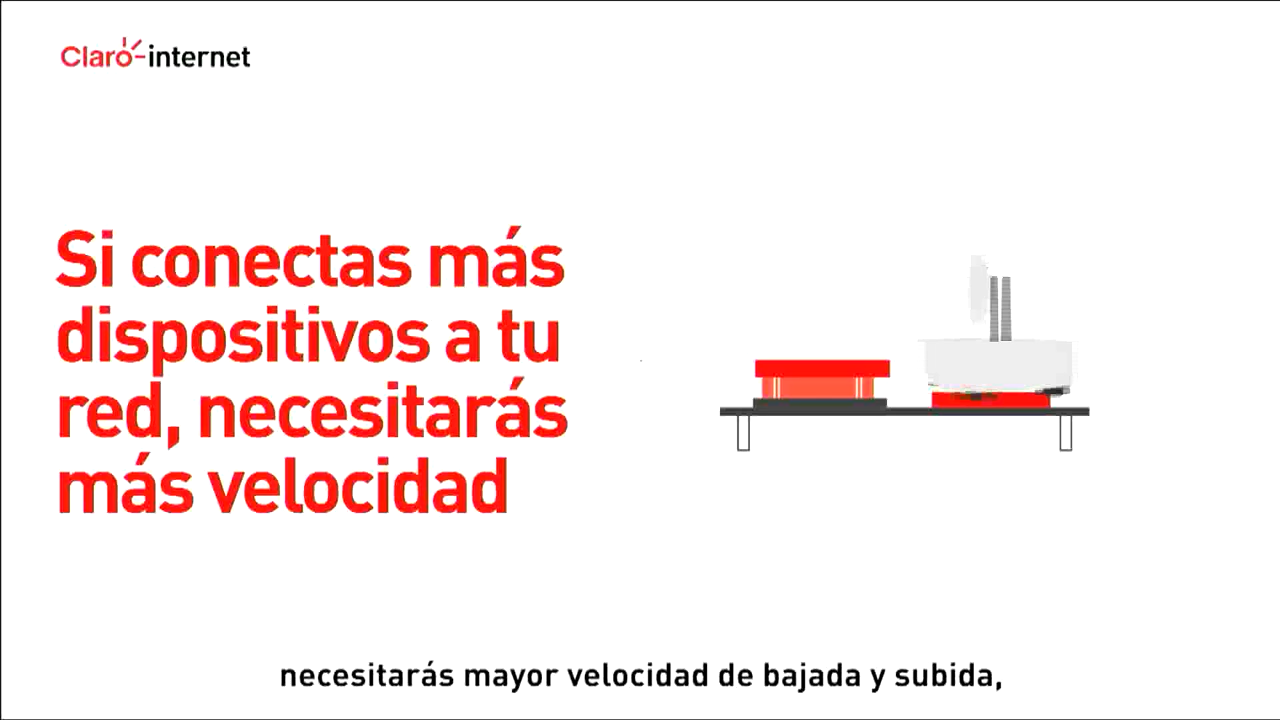 Claro-internet
Si conectas más
dispositivos a tu
red, necesitarás
más velocidad
necesitarás mayor velocidad de bajada y subida,